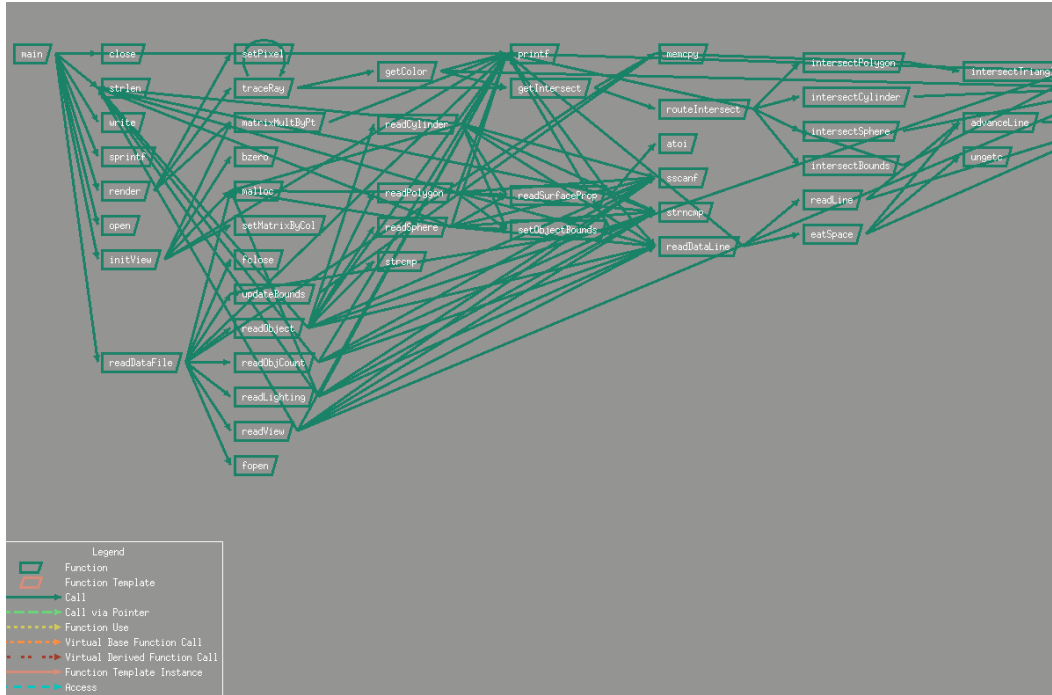 main
close
strlen
write
sprintf
render
open
initView
readDataFile
setPixel
traceRay
matrixMultByPt
bzero
malloc
setMatrixByCol
fclose
updateBounds
readObject
readObjCount
readLighting
readView
fopen
getColor
readCylinder
readPolygon
readSphere
strcmp
printf
getIntersect
readSurfaceProp
setObjectBounds
memcpy
routeIntersect
atoi
sscanf
strncmp
readDataLine
intersectPolygon
intersectCylinder
intersectSphere
intersectBounds
readLine
eatSpace
intersectTriang
advanceLine
ungetc
Legend
Function
Function Template
Call
Call via Pointer
Function Use
Virtual Base Function Call
Virtual Derived Function Call
Function Template Instance
Access